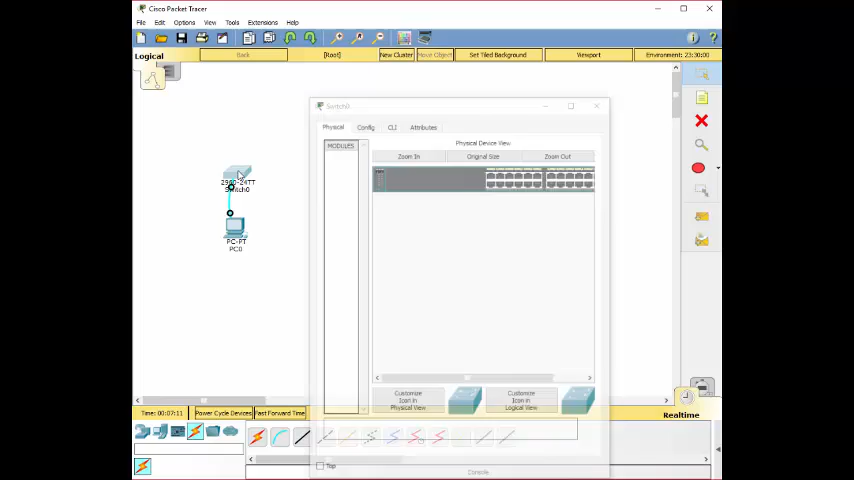 Cisco Packet Tracer
File Edit Options View Tools Extensions Help
Logical
Back
[Root]
New Cluster
Move Object
Set Tiled Background
Viewport
Environment: 23:30:00
Switch0
Physical Config CLI Attributes
MODULES
Physical Device View
Zoom In
Original Size
Zoom Out
2960-24TT
Switch0
PC-PT
PC0
Customize
Icon in
Physical View
Customize
Icon in
Logical View
Time: 00:07:11
Power Cycle Devices
Fast Forward Time
Realtime
Top
Console